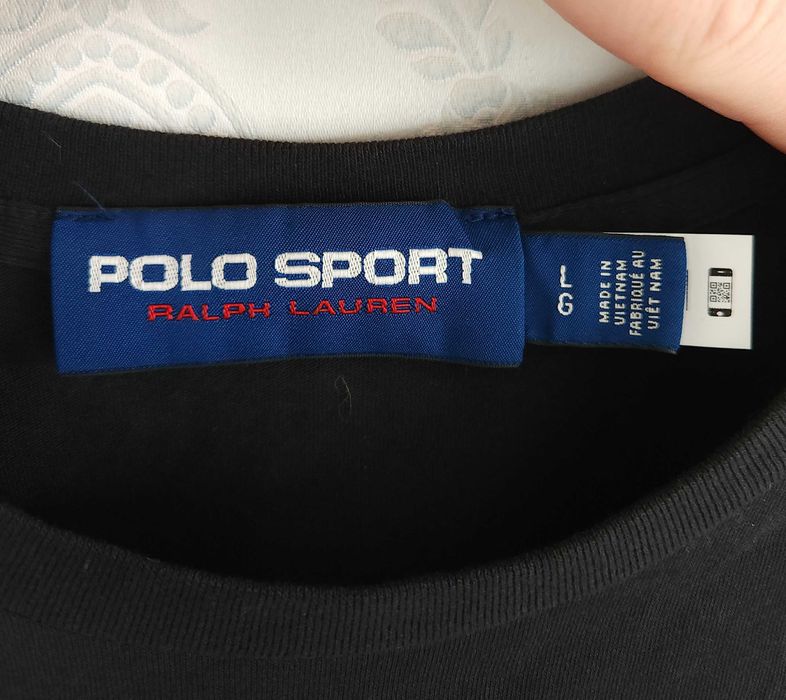 POLO SPORT
RALPH LAUREN
L
G
MADE IN
VIETNAM
FABRIQUÉ AU
VIÊT NAM